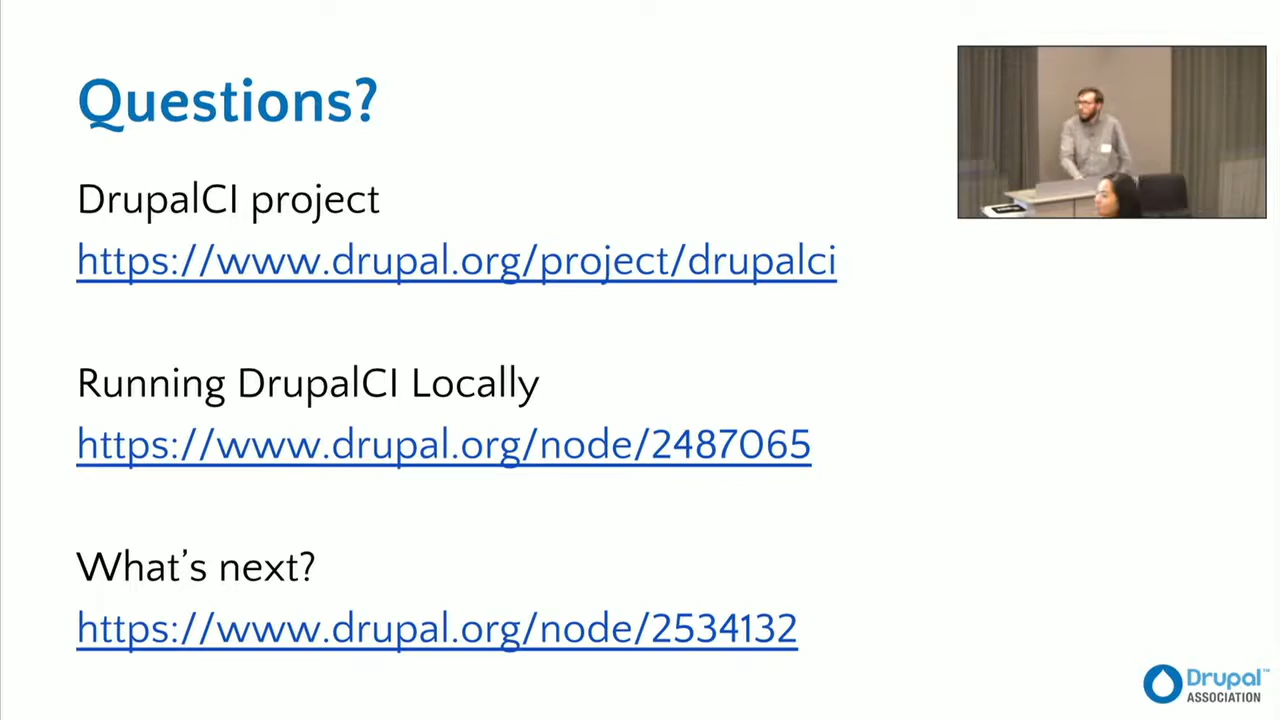 Questions?
DrupalCI project
https://www.drupal.org/project/drupalci
Running DrupalCI Locally
https://www.drupal.org/node/2487065
What’s next?
https://www.drupal.org/node/2534132
Drupal™
ASSOCIATION